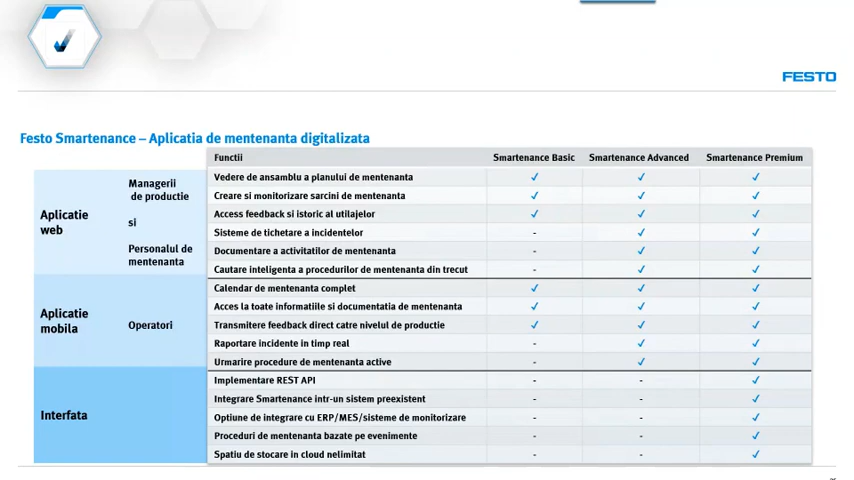 FESTO
Festo Smartenance – Aplicatia de mentenanta digitalizata
Functii Smartenance Basic Smartenance Advanced Smartenance Premium
Aplicatie
web
Managerii
de productie
si
Personalul de
mentenanta
Vedere de ansamblu a planului de mentenanta ✓ ✓ ✓
Creare si monitorizare sarcini de mentenanta ✓ ✓ ✓
Access feedback si istoric al utilajelor ✓ ✓ ✓
Sisteme de tichetare a incidentelor - ✓ ✓
Documentare a activitatilor de mentenanta - ✓ ✓
Cautare inteligenta a procedurilor de mentenanta din trecut - ✓ ✓
Aplicatie
mobila
Operatori
Calendar de mentenanta complet ✓ ✓ ✓
Acces la toate informatiile si documentatia de mentenanta ✓ ✓ ✓
Transmitere feedback direct catre nivelul de productie ✓ ✓ ✓
Raportare incidente in timp real - ✓ ✓
Urmarire procedure de mentenanta active - ✓ ✓
Interfata
Implementare REST API - - ✓
Integrare Smartenance intr-un sistem preexistent - - ✓
Optiune de integrare cu ERP/MES/sisteme de monitorizare - - ✓
Proceduri de mentenanta bazate pe evenimente - - ✓
Spatiu de stocare in cloud nelimitat - - ✓